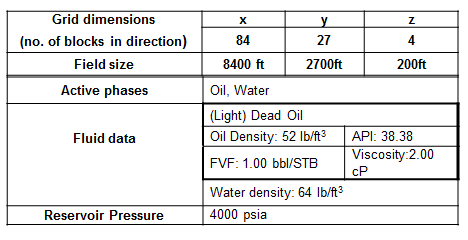 Grid dimensions x y z
(no. of blocks in direction) 84 27 4
Field size 8400 ft 2700ft 200ft
Active phases Oil, Water
(Light) Dead Oil
Fluid data Oil Density: 52 lb/ft³ API: 38.38
FVF: 1.00 bbl/STB Viscosity:2.00
cP
Water density: 64 lb/ft³
Reservoir Pressure 4000 psia